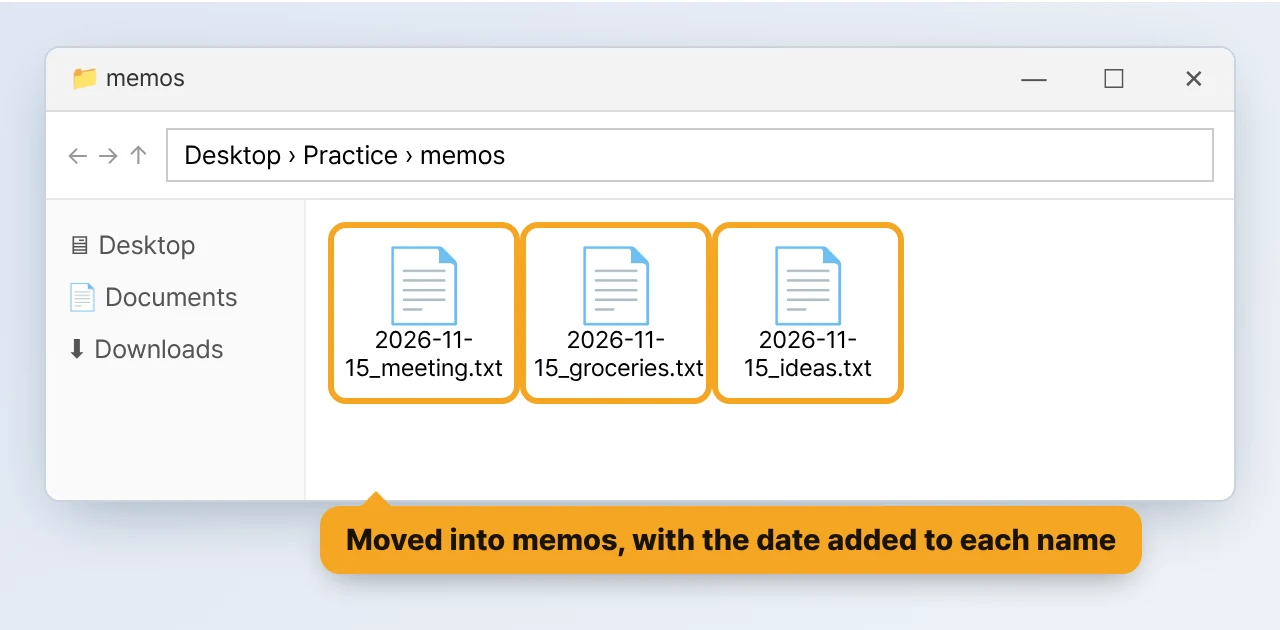 memos
Desktop › Practice › memos
Desktop
Documents
Downloads
2026-11-
15_meeting.txt
2026-11-
15_groceries.txt
2026-11-
15_ideas.txt
Moved into memos, with the date added to each name